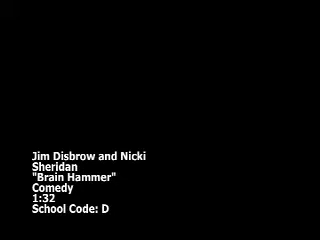 Jim Disbrow and Nicki
Sheridan
"Brain Hammer"
Comedy
1:32
School Code: D